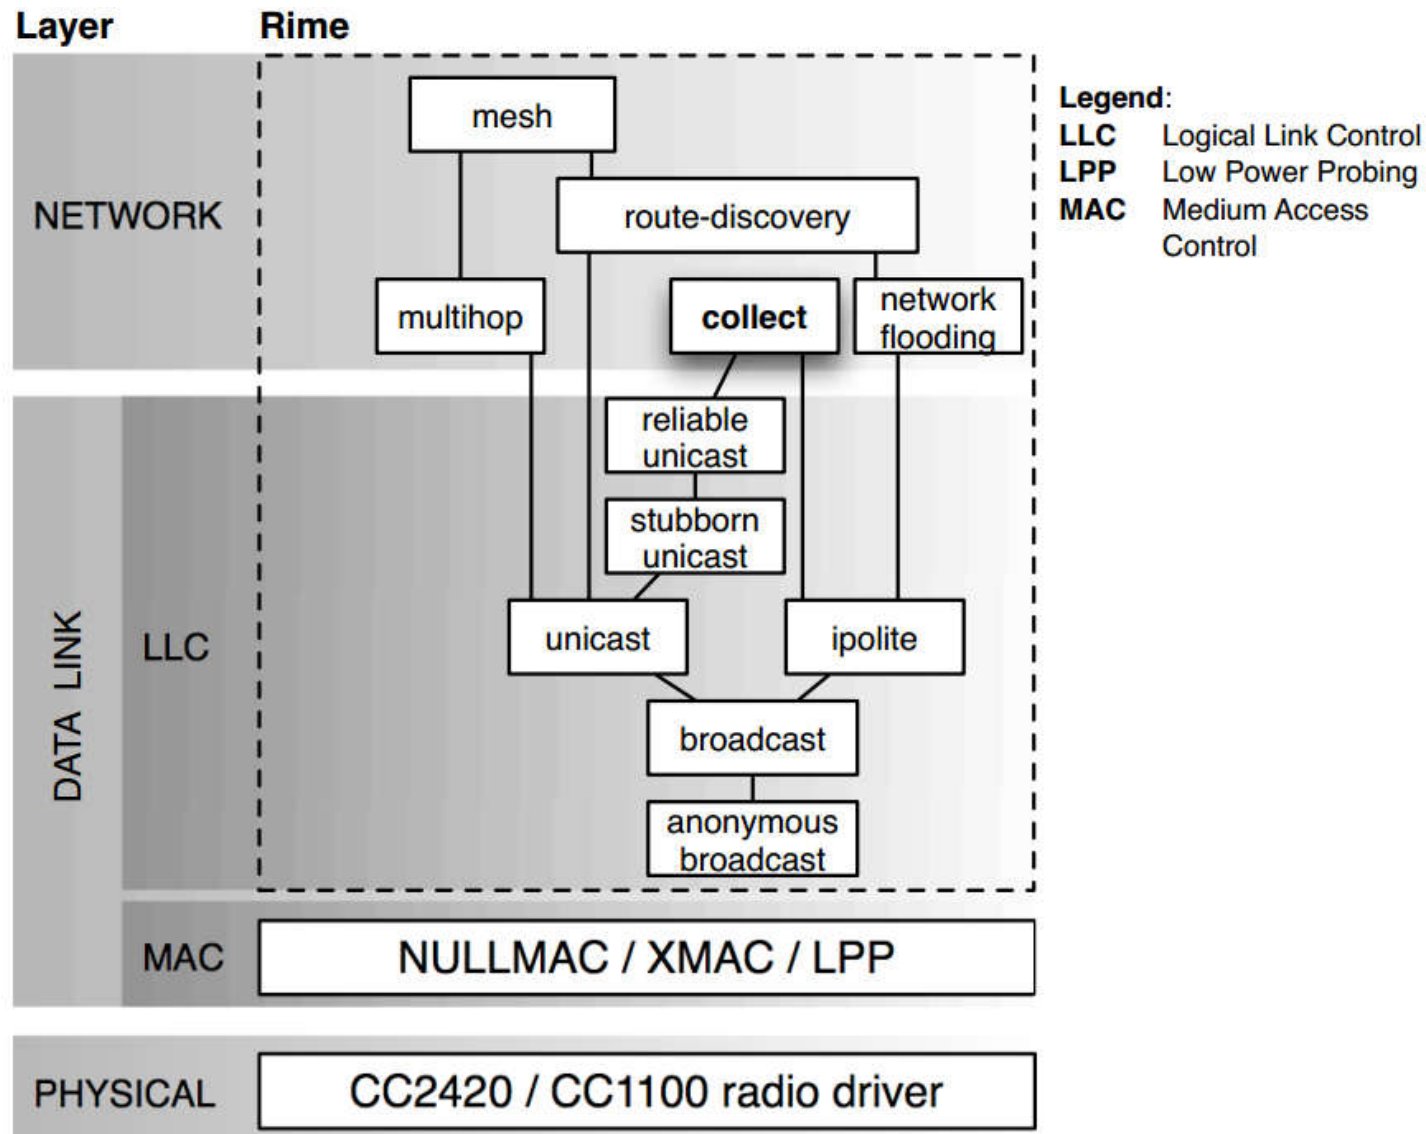 Layer
Rime
mesh
Legend:
LLC Logical Link Control
LPP Low Power Probing
MAC Medium Access
Control
NETWORK
route-discovery
multihop
collect
network
flooding
reliable
unicast
stubborn
unicast
DATA LINK
LLC
unicast
ipolite
broadcast
anonymous
broadcast
MAC
NULLMAC / XMAC / LPP
PHYSICAL
CC2420 / CC1100 radio driver